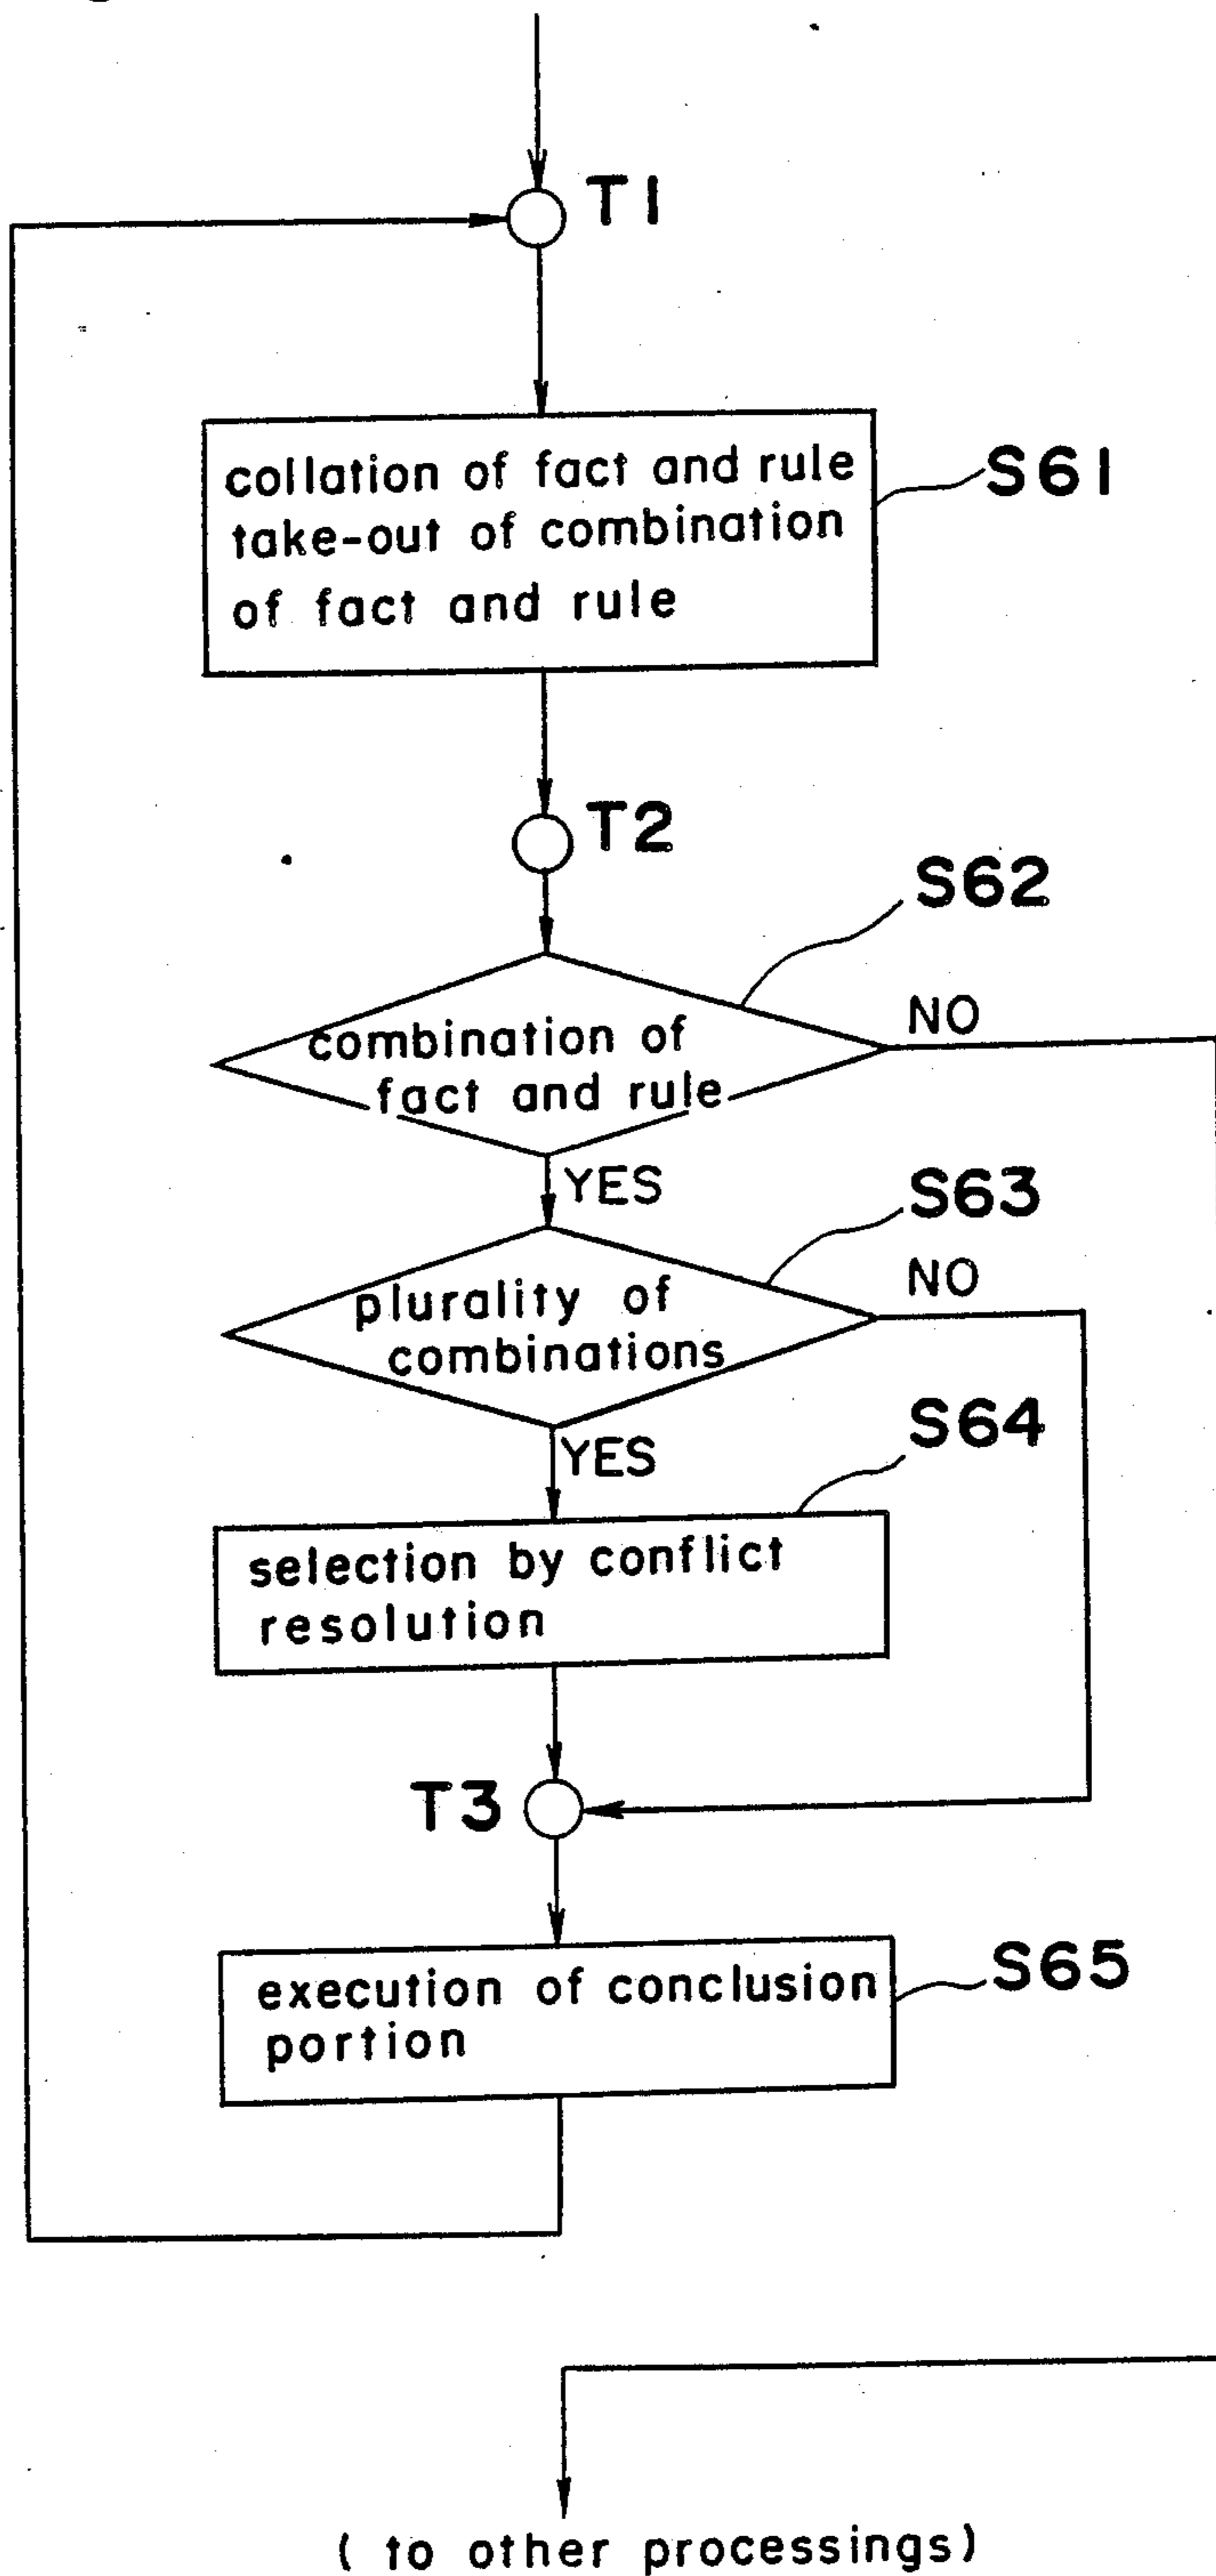 T1
collation of fact and rule
S61
take-out of combination
of fact and rule
T2
S62
NO
combination of
fact and rule
YES
S63
NO
plurality of
combinations
S64
YES
selection by conflict
resolution
T3
execution of conclusion
S65
portion
( to other processings)